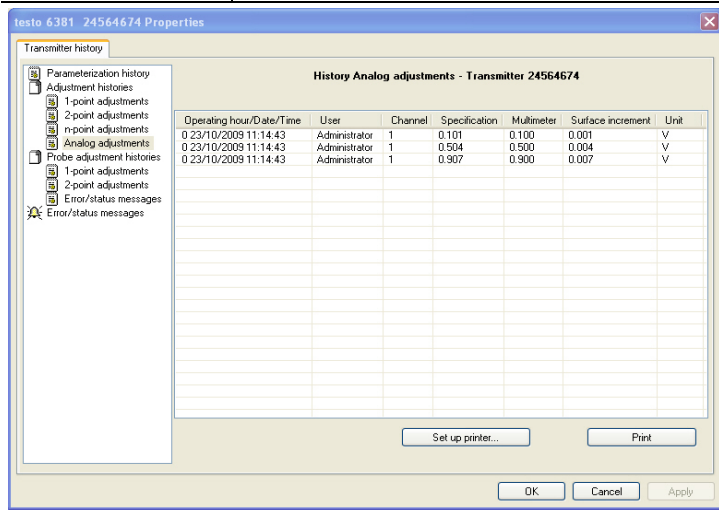 testo 6381 24564674 Properties
Transmitter history
Parameterization history
Adjustment histories
1-point adjustments
2-point adjustments
n-point adjustments
Analog adjustments
Probe adjustment histories
1-point adjustments
2-point adjustments
Error/status messages
Error/status messages
History Analog adjustments - Transmitter 24564674
Operating hour/Date/Time User Channel Specification Multimeter Surface increment Unit
0 23/10/2009 11:14:43 Administrator 1 0.101 0.100 0.001 V
0 23/10/2009 11:14:43 Administrator 1 0.504 0.500 0.004 V
0 23/10/2009 11:14:43 Administrator 1 0.907 0.900 0.007 V
Set up printer... Print
OK Cancel Apply